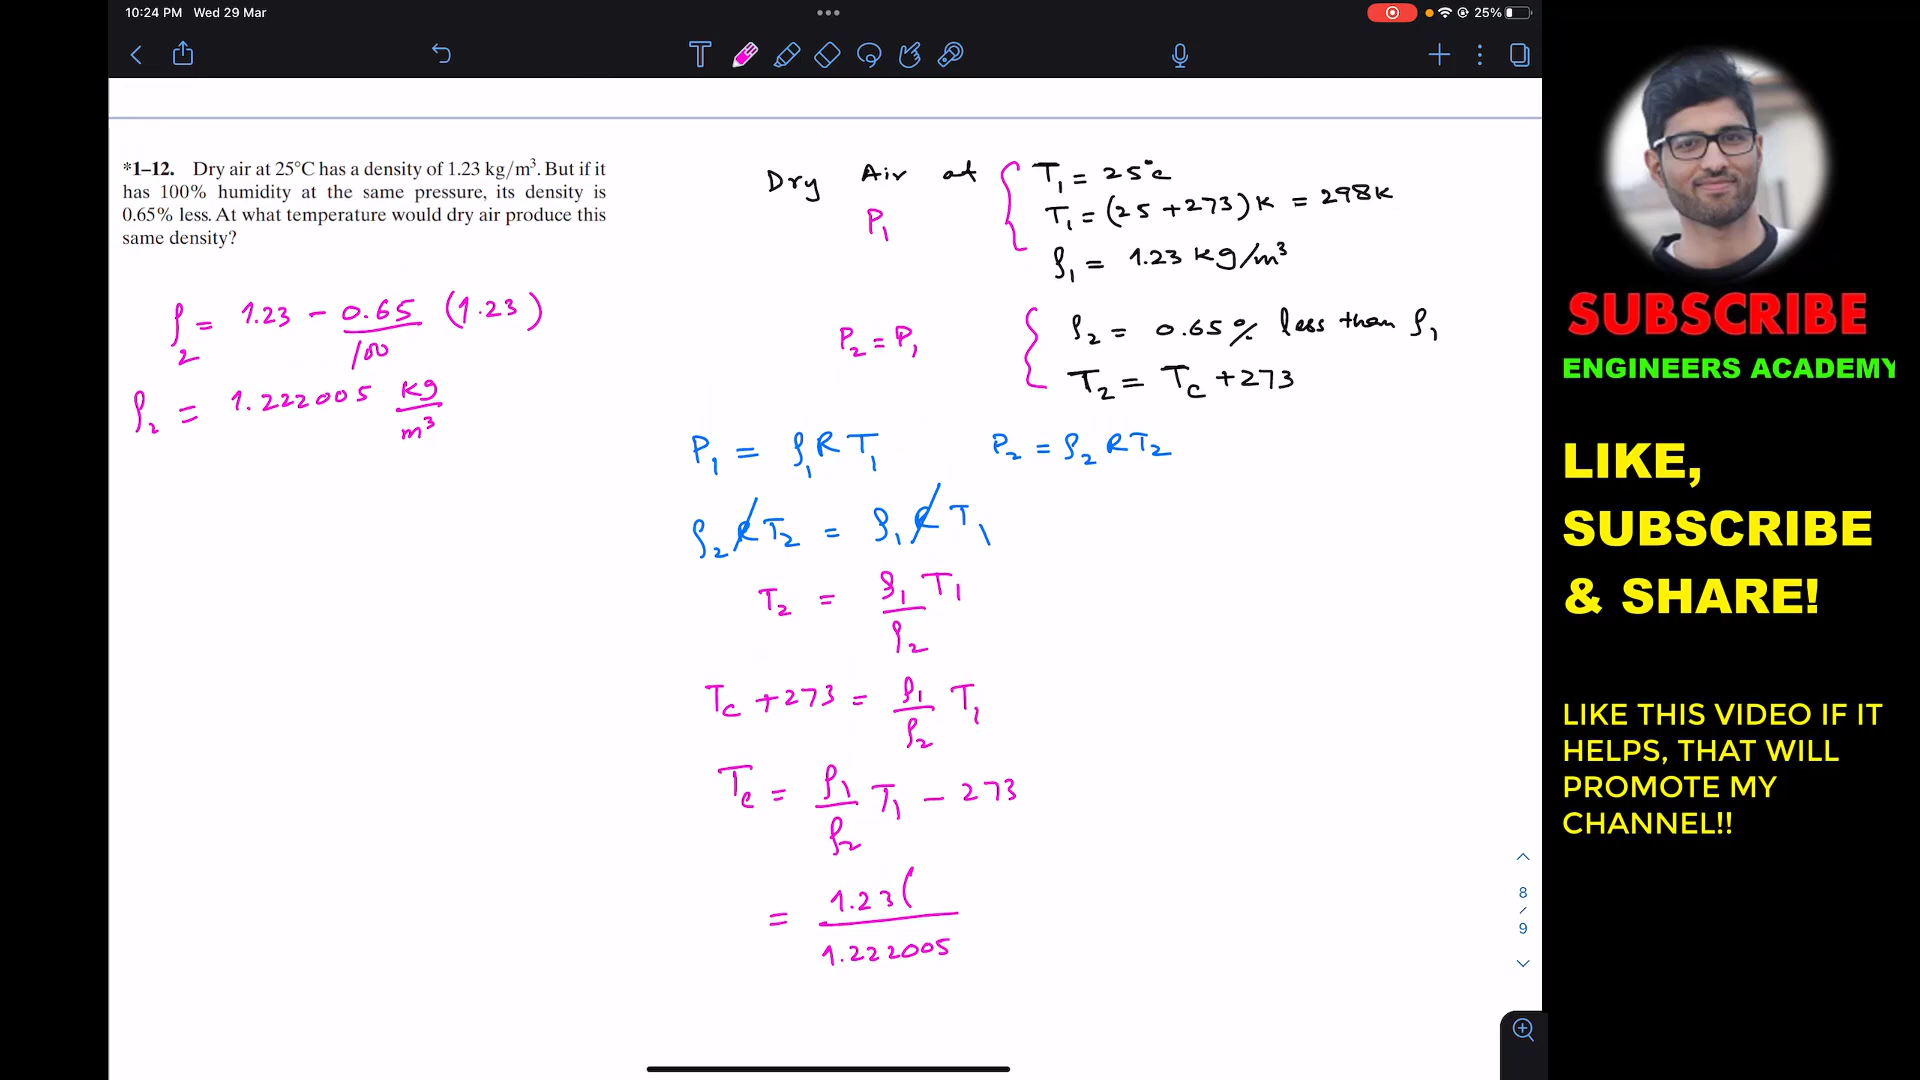 10:24 PM Wed 29 Mar
25%
*1–12. Dry air at 25°C has a density of 1.23 kg/m³. But if it
has 100% humidity at the same pressure, its density is
0.65% less. At what temperature would dry air produce this
same density?
ρ₂ = 1.23 - 0.65/100 (1.23)
ρ₂ = 1.222005 kg/m³
Dry Air at
P₁
T₁ = 25°c
T₁ = (25 + 273) K = 298K
ρ₁ = 1.23 kg/m³
P₂ = P₁
ρ₂ = 0.65% less than ρ₁
T₂ = Tc + 273
P₁ = ρ₁RT₁ P₂ = ρ₂RT₂
ρ₂RT₂ = ρ₁RT₁
T₂ = ρ₁T₁/ρ₂
Tc + 273 = ρ₁/ρ₂ T₁
Tc = ρ₁/ρ₂ T₁ - 273
= 1.23(/1.222005
8
/
9
SUBSCRIBE
ENGINEERS ACADEMY
LIKE,
SUBSCRIBE
& SHARE!
LIKE THIS VIDEO IF IT
HELPS, THAT WILL
PROMOTE MY
CHANNEL!!